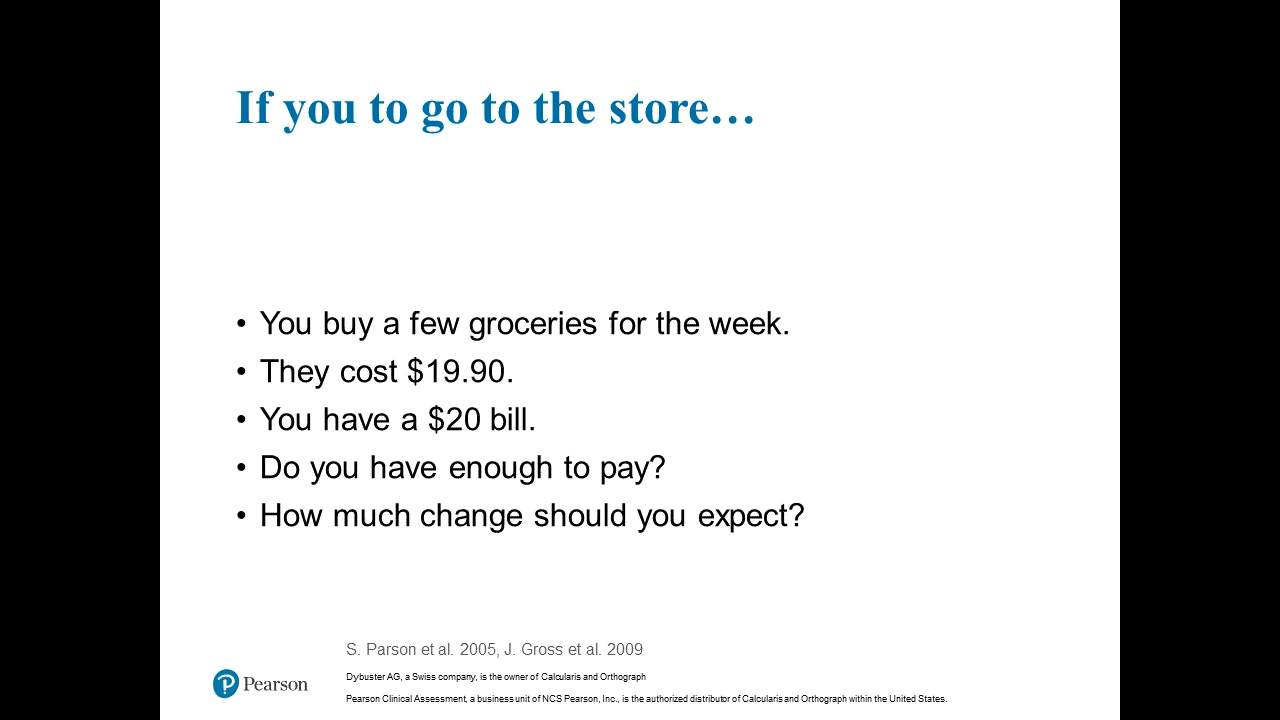 If you to go to the store…
• You buy a few groceries for the week.
• They cost $19.90.
• You have a $20 bill.
• Do you have enough to pay?
• How much change should you expect?
S. Parson et al. 2005, J. Gross et al. 2009
Dybuster AG, a Swiss company, is the owner of Calcularis and Orthograph
P Pearson
Pearson Clinical Assessment, a business unit of NCS Pearson, Inc., is the authorized distributor of Calcularis and Orthograph within the United States.